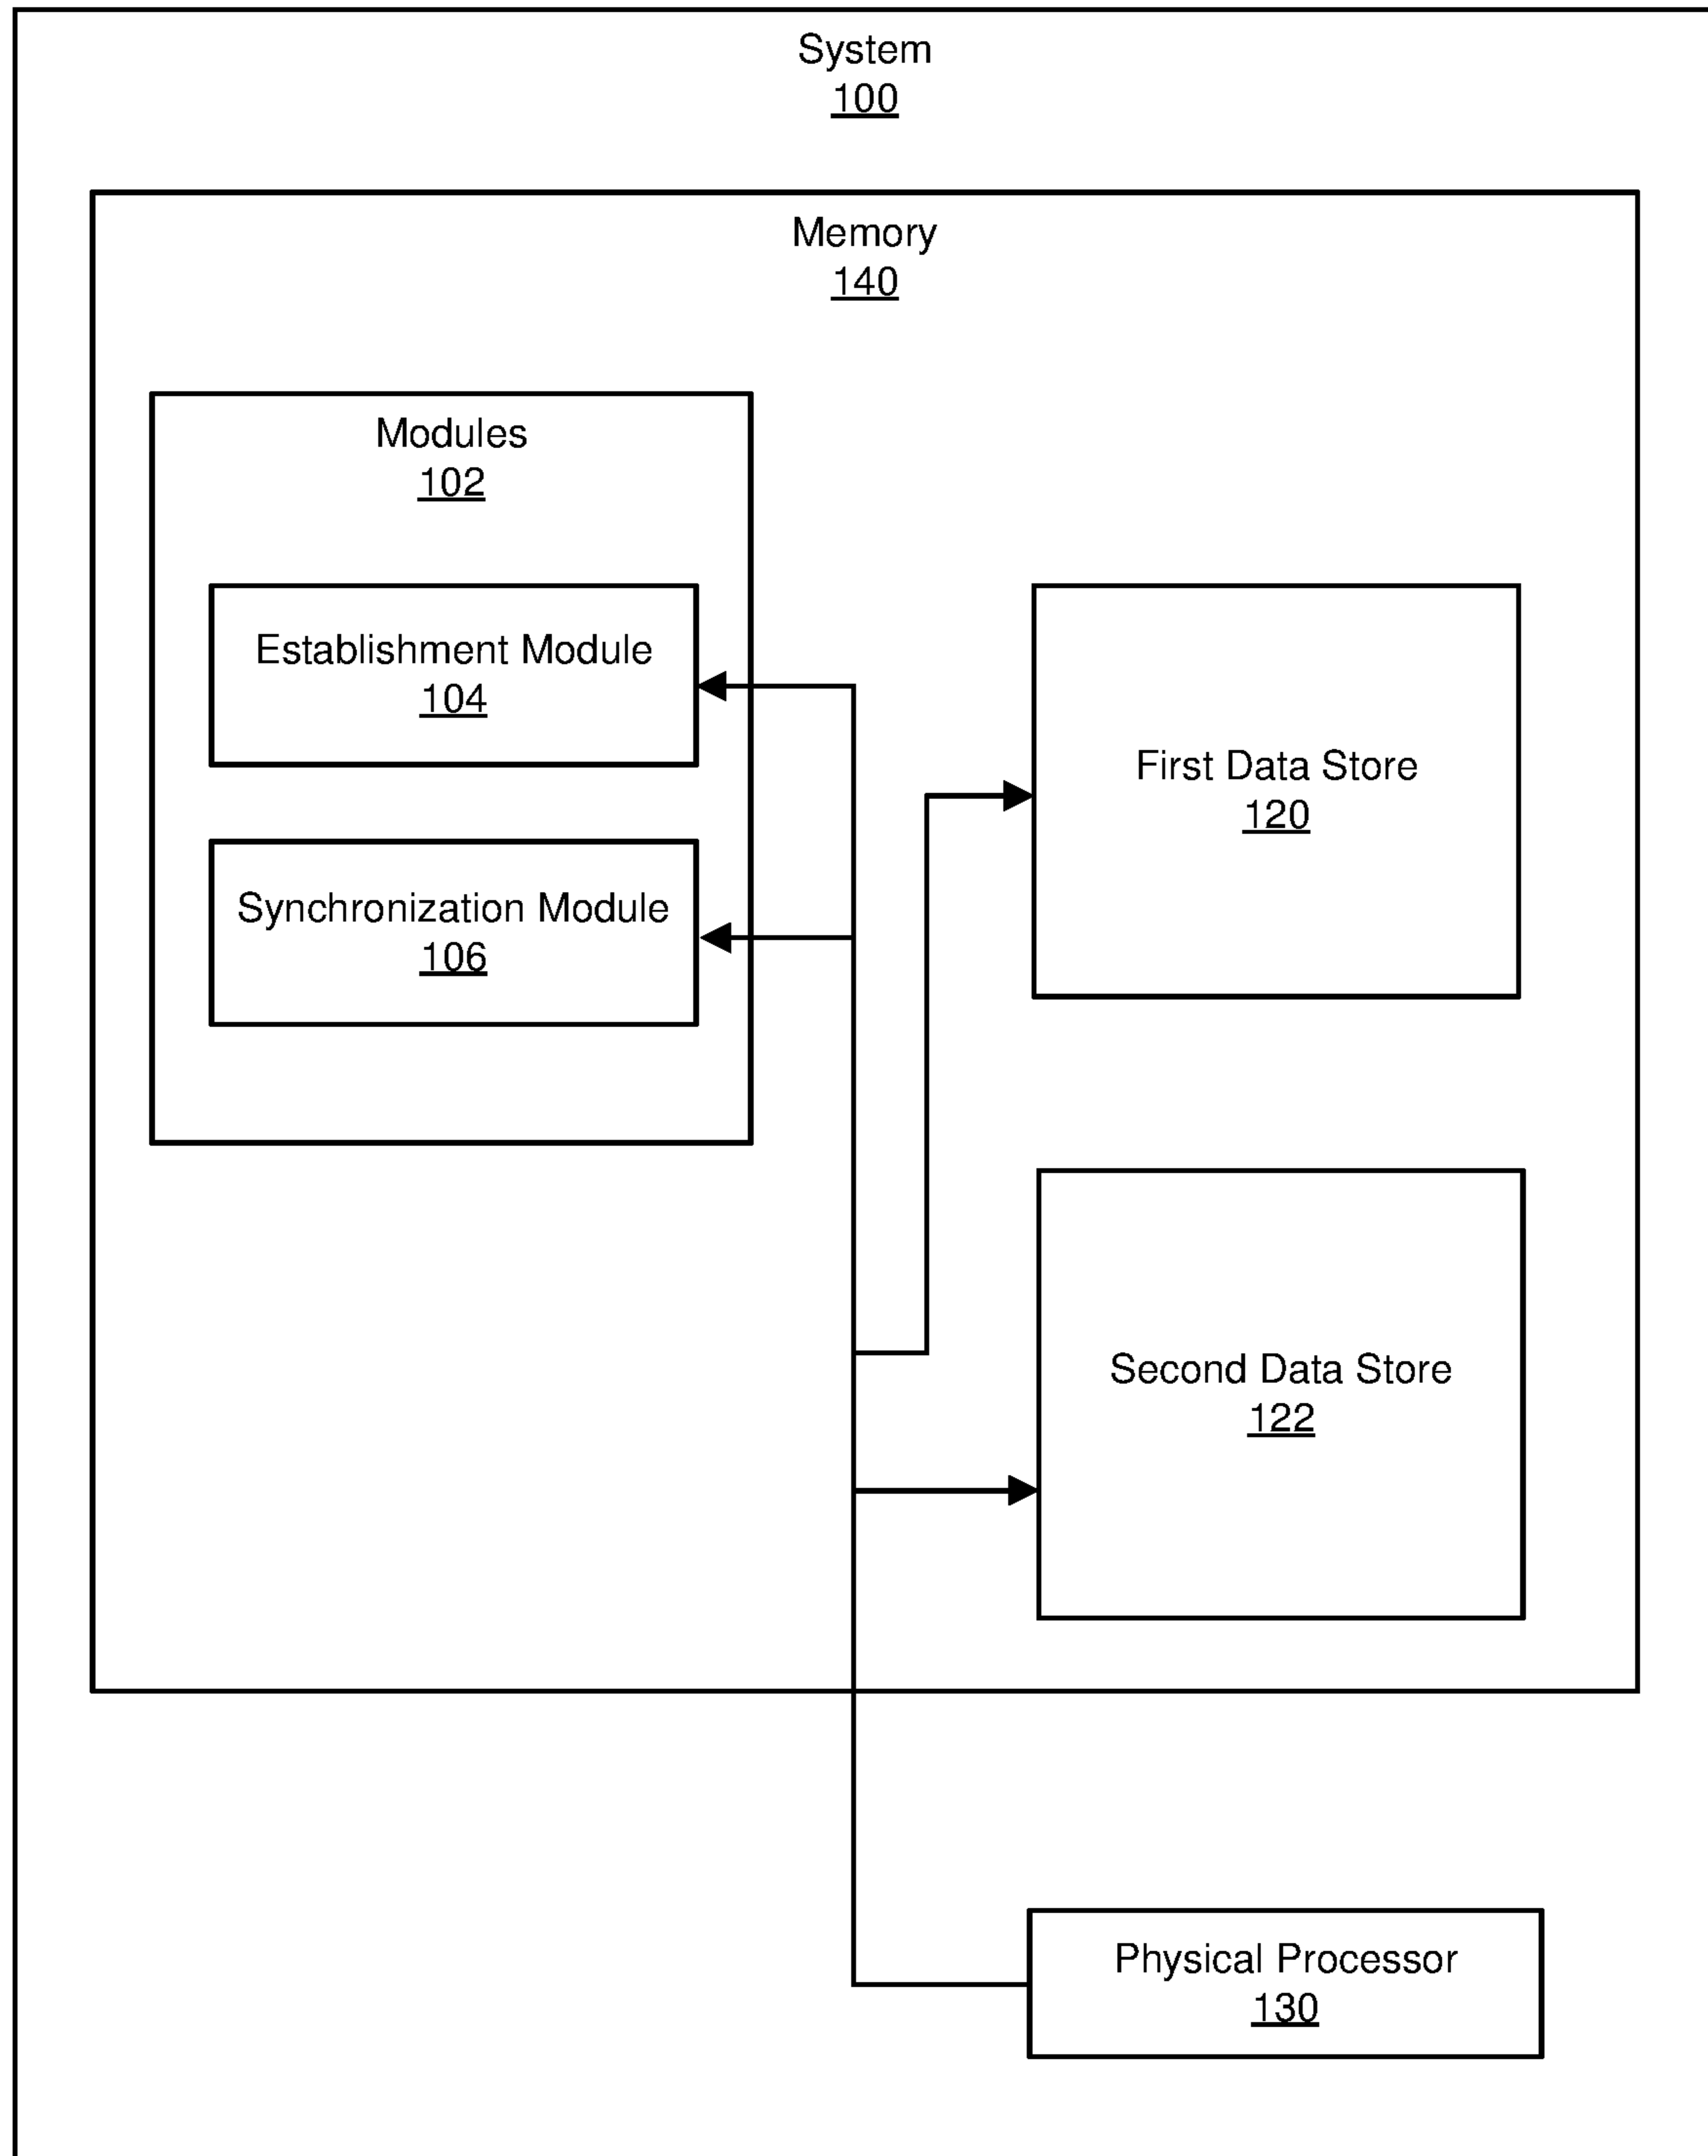 System
100
Memory
140
Modules
102
Establishment Module
104
Synchronization Module
106
First Data Store
120
Second Data Store
122
Physical Processor
130